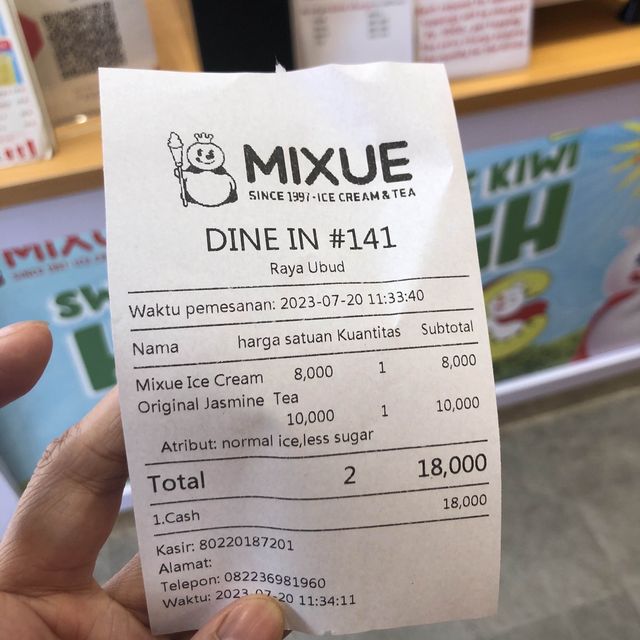 MIXUE
SINCE 1997·ICE CREAM & TEA
DINE IN #141
Raya Ubud
Waktu pemesanan: 2023-07-20 11:33:40
Nama harga satuan Kuantitas Subtotal
Mixue Ice Cream 8,000 1 8,000
Original Jasmine Tea
10,000 1 10,000
Atribut: normal ice,less sugar
Total 2 18,000
1.Cash 18,000
Kasir: 80220187201
Alamat:
Telepon: 082236981960
Waktu: 2023-07-20 11:34:11
KIWI